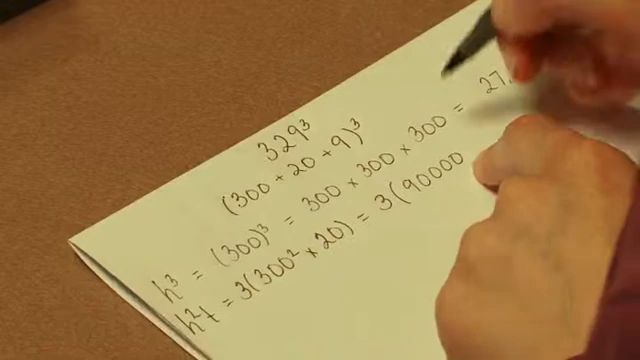 329³
(300 + 20 + 9)³
h³ = (300)³ = 300 × 300 × 300 = 27,
h²t = 3(300² × 20) = 3(90000